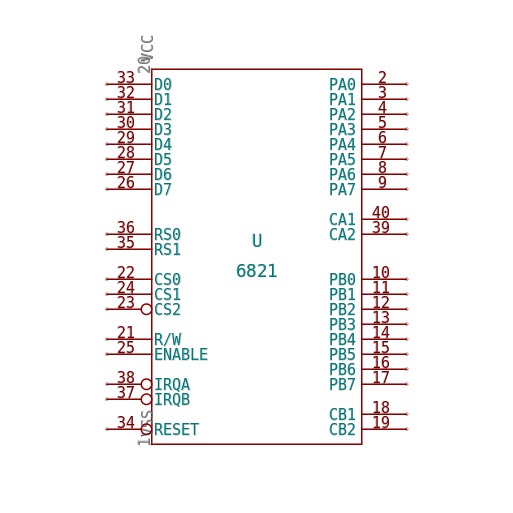 20 VCC
33 D0 PA0 2
32 D1 PA1 3
31 D2 PA2 4
30 D3 PA3 5
29 D4 PA4 6
28 D5 PA5 7
27 D6 PA6 8
26 D7 PA7 9
CA1 40
36 RS0 CA2 39
35 RS1
U
6821
22 CS0 PB0 10
24 CS1 PB1 11
23 CS2 PB2 12
PB3 13
21 R/W PB4 14
25 ENABLE PB5 15
PB6 16
38 IRQA PB7 17
37 IRQB
CB1 18
34 RESET CB2 19
1 VSS